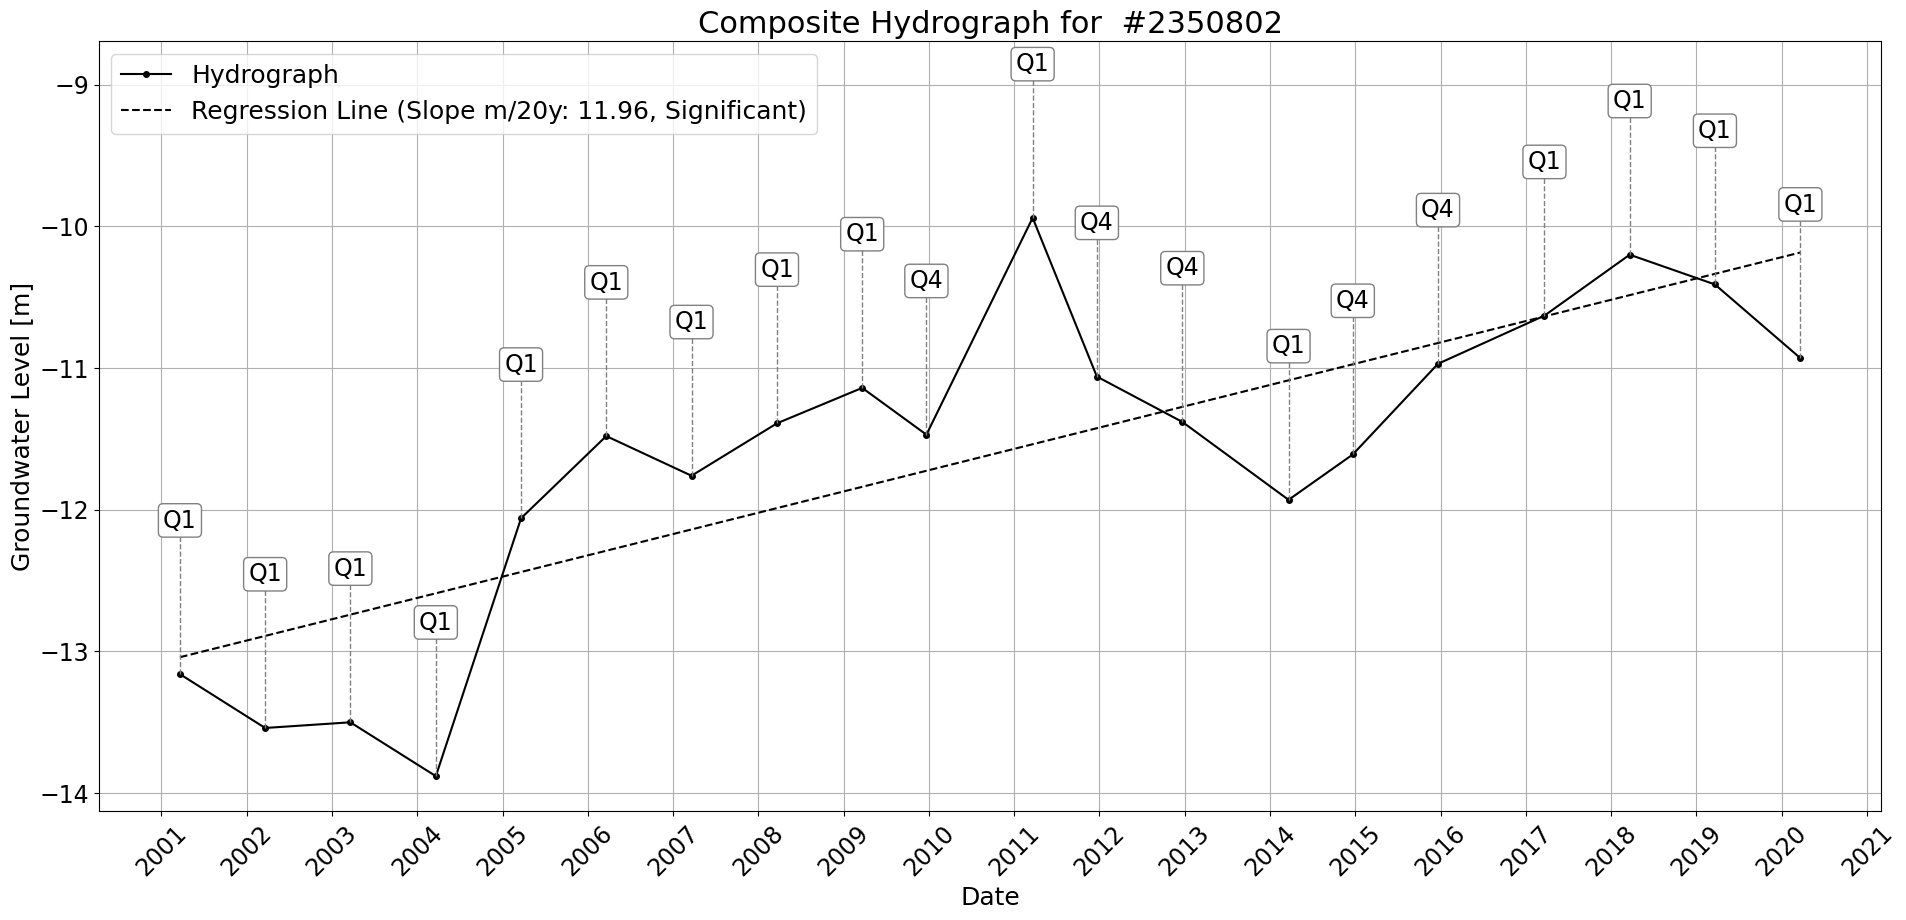 Composite Hydrograph for  #2350802
Hydrograph
Regression Line (Slope m/20y: 11.96, Significant)
Groundwater Level [m]
−9
−10
−11
−12
−13
−14
Q1
Q1
Q1
Q1
Q1
Q1
Q1
Q1
Q1
Q4
Q1
Q4
Q4
Q1
Q4
Q4
Q1
Q1
Q1
Q1
2001
2002
2003
2004
2005
2006
2007
2008
2009
2010
2011
2012
2013
2014
2015
2016
2017
2018
2019
2020
2021
Date